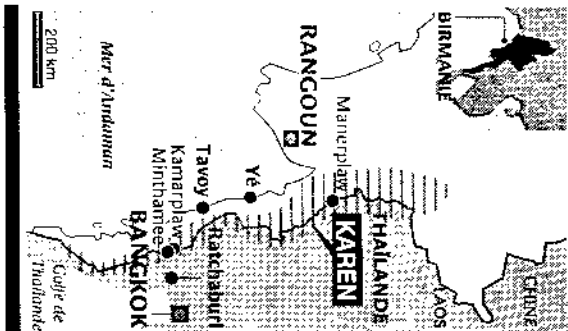 BIRMANIE
CHINE
LAOS
THAÏLANDE
KAREN
Manerplaw
RANGOUN
Yé
Tavoy
Kamarplaw
Minthamee
Ratchaburi
BANGKOK
Mer d'Andaman
Golfe de
Thaïlande
200 km